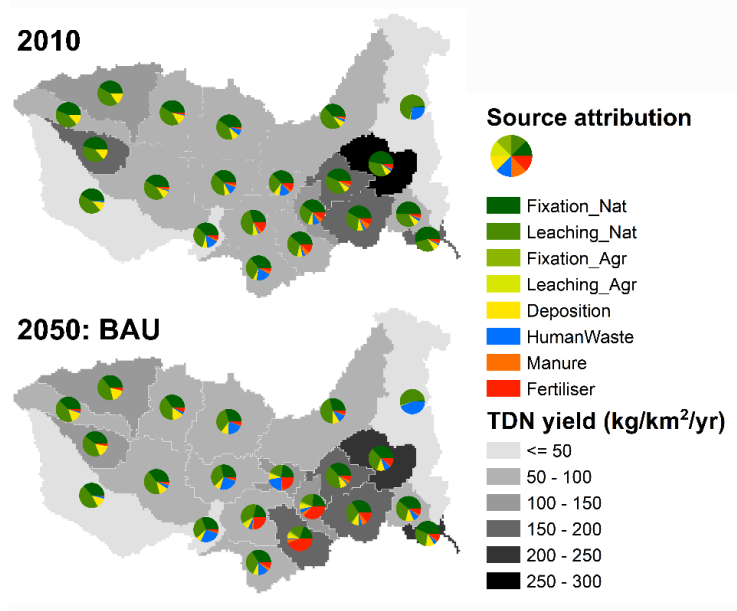 2010
Source attribution
Fixation_Nat
Leaching_Nat
Fixation_Agr
Leaching_Agr
Deposition
HumanWaste
Manure
Fertiliser
2050: BAU
TDN yield (kg/km²/yr)
<= 50
50 - 100
100 - 150
150 - 200
200 - 250
250 - 300